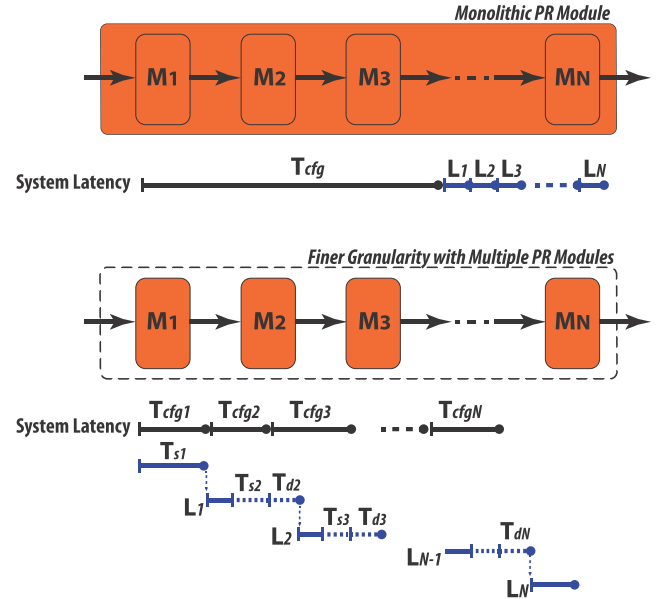 Monolithic PR Module
M1 M2 M3 MN
System Latency Tcfg L1 L2 L3 LN
Finer Granularity with Multiple PR Modules
M1 M2 M3 MN
System Latency Tcfg1 Tcfg2 Tcfg3 TcfgN
Ts1
L1 Ts2 Td2
L2 Ts3 Td3
LN-1 TdN
LN